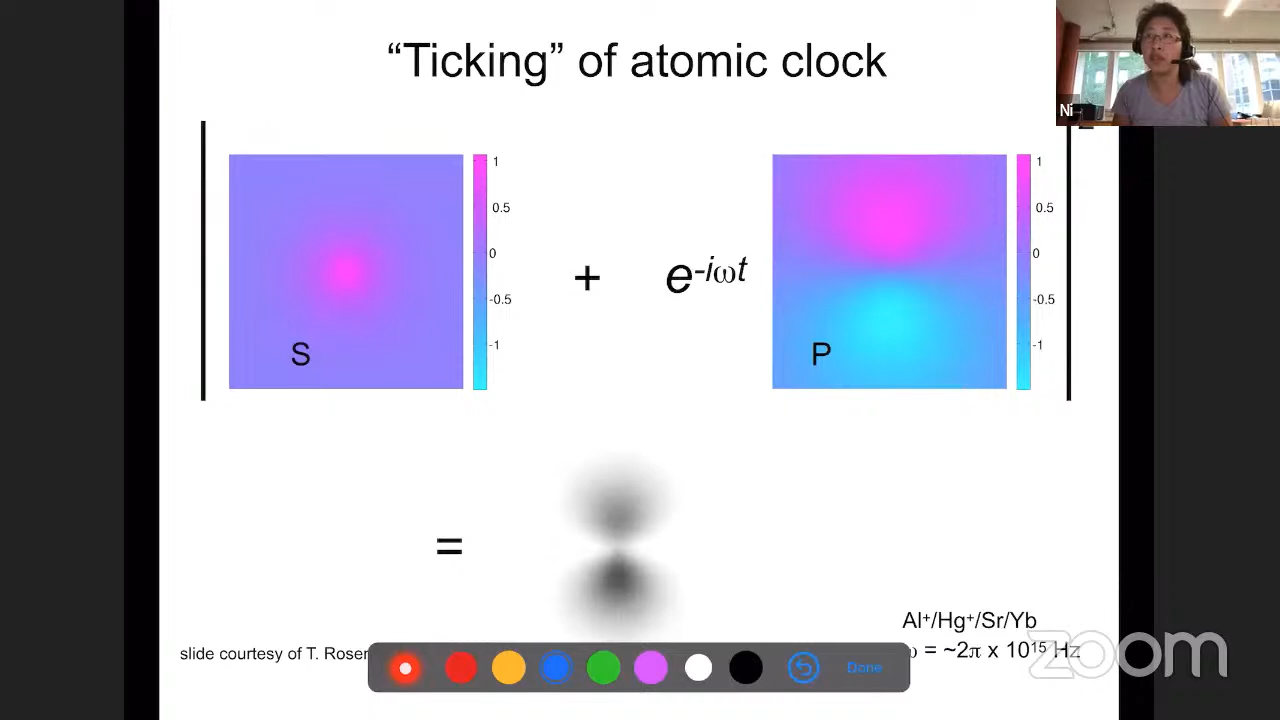 “Ticking” of atomic clock
Ni
1
0.5
0
-0.5
-1
S
+
e^-iωt
1
0.5
0
-0.5
-1
P
=
Al⁺/Hg⁺/Sr/Yb
= ~2π x 10¹⁵ Hz
slide courtesy of T.
Done
zoom